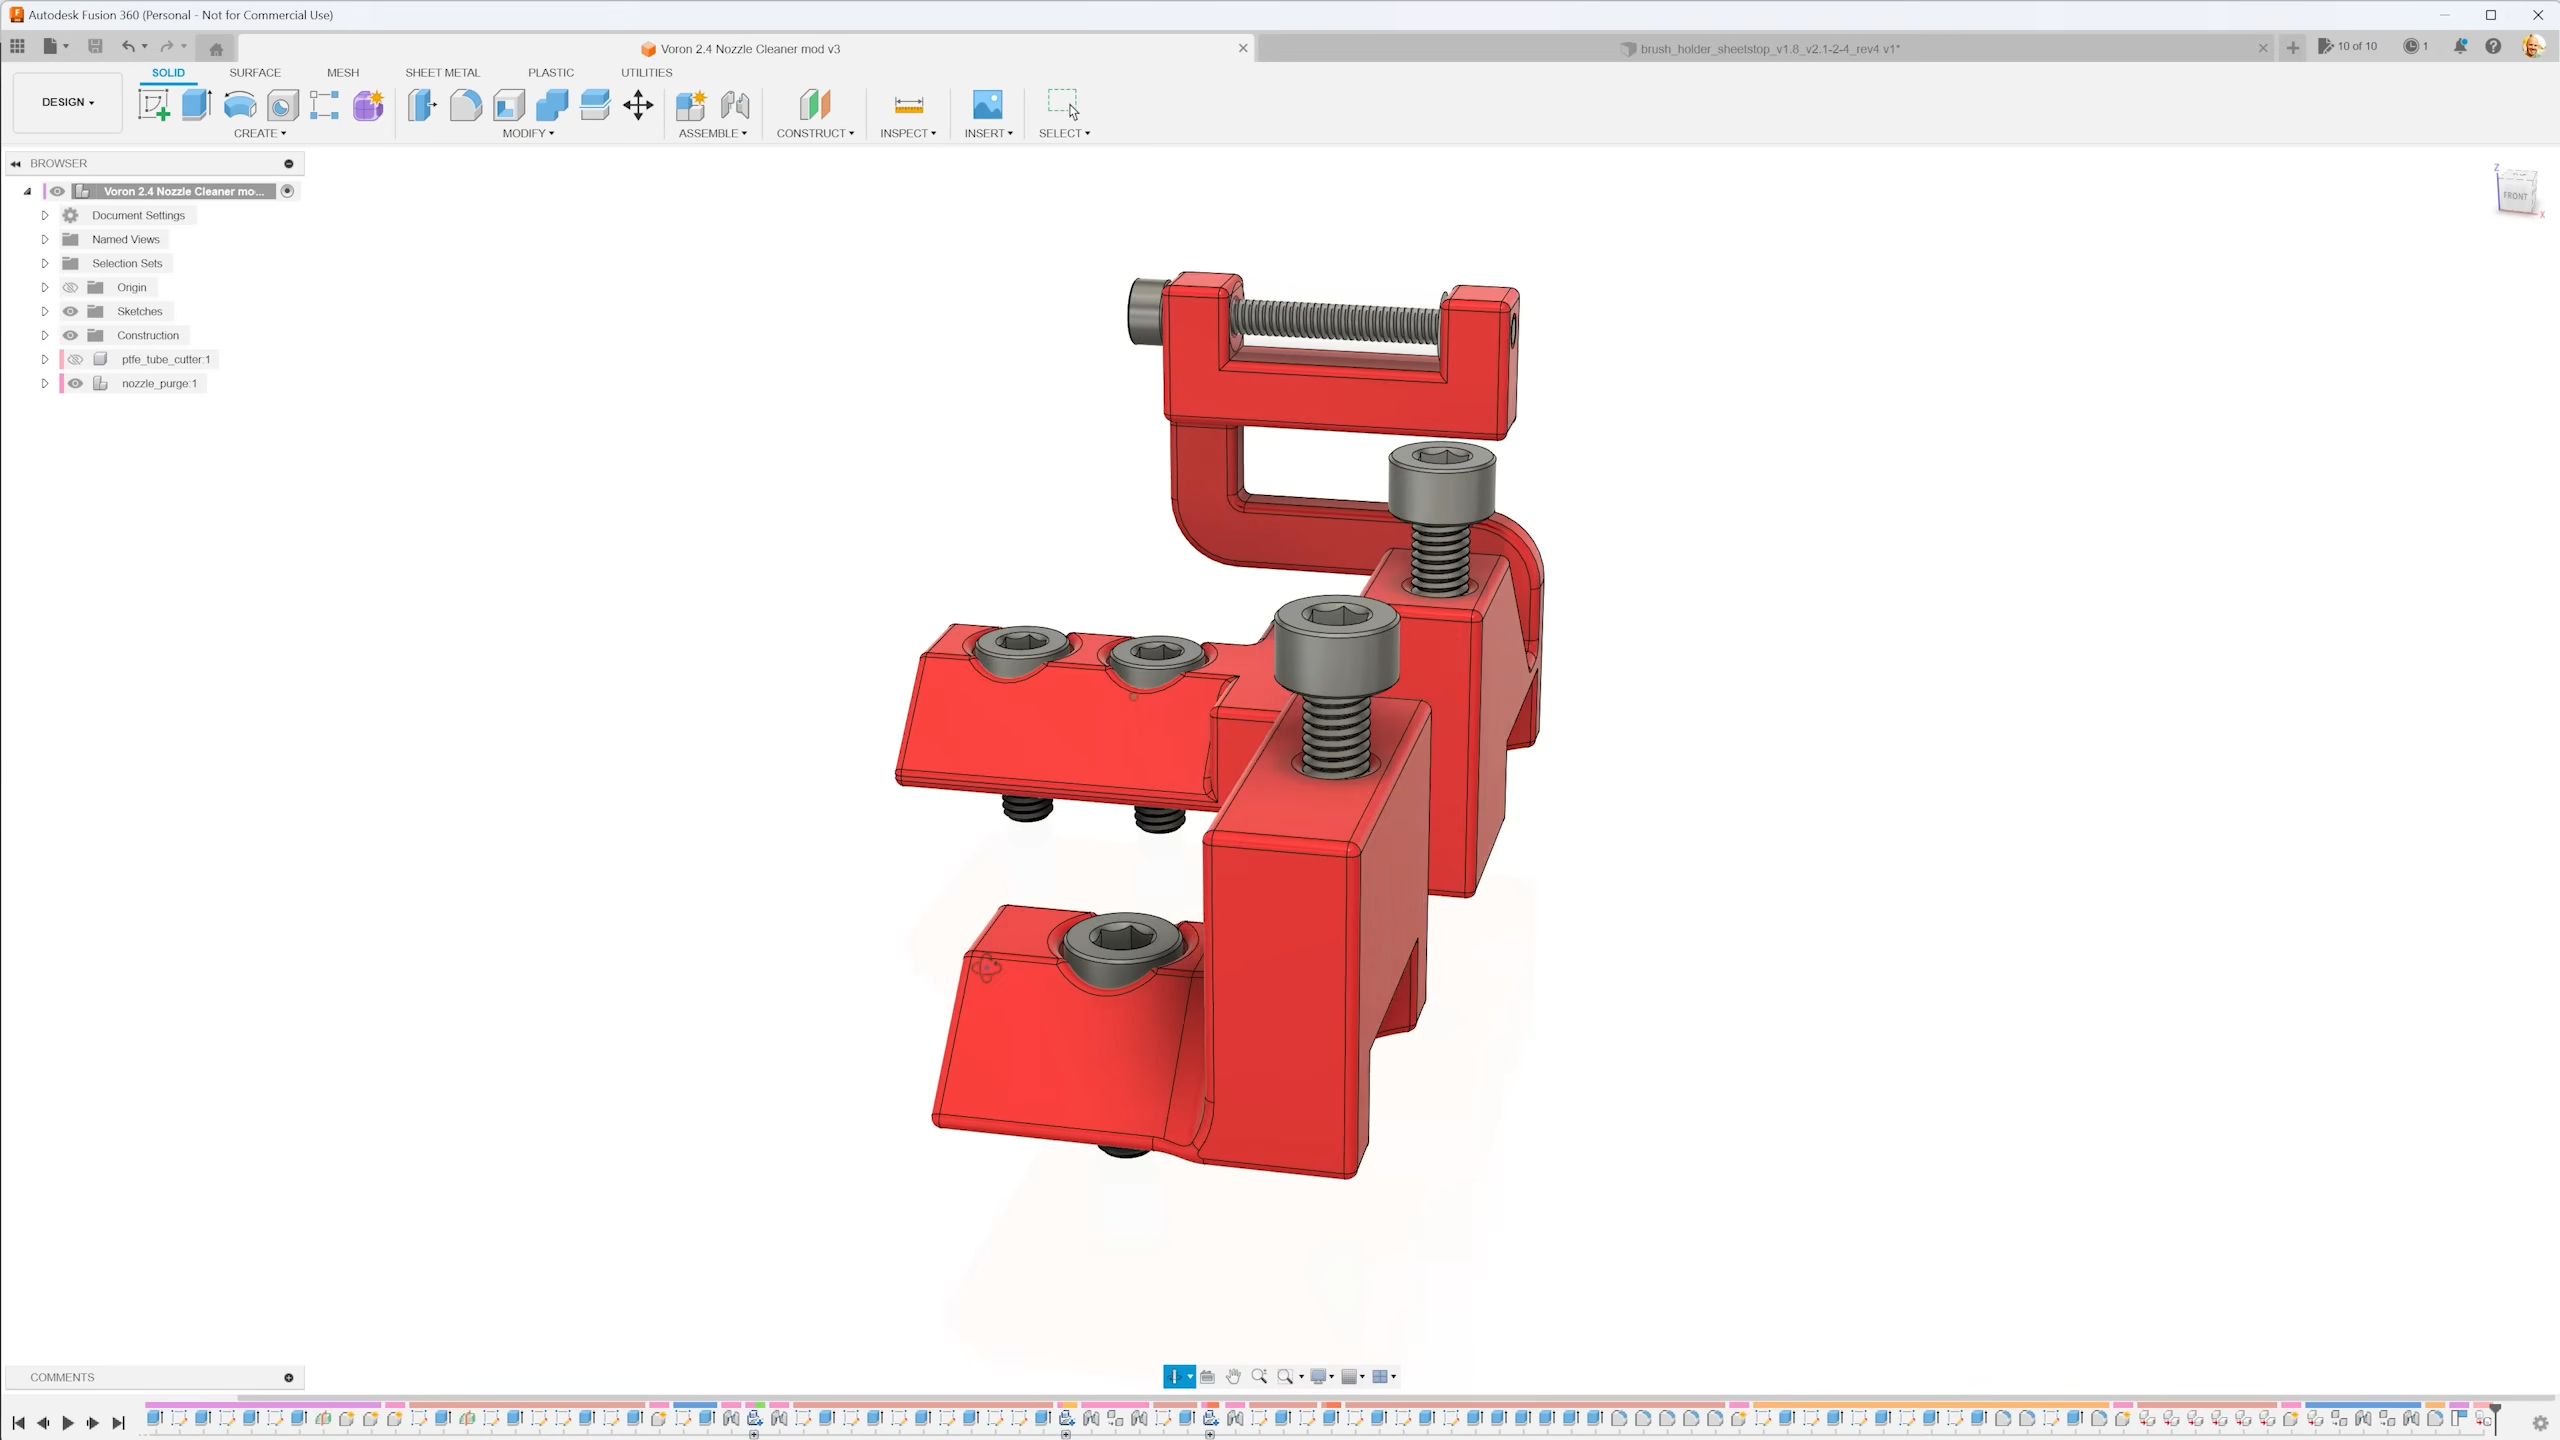 Autodesk Fusion 360 (Personal - Not for Commercial Use)
Voron 2.4 Nozzle Cleaner mod v3
brush_holder_sheetstop_v1.8_v2.1-2-4_rev4 v1*
10 of 10
1
SOLID SURFACE MESH SHEET METAL PLASTIC UTILITIES
DESIGN
CREATE MODIFY ASSEMBLE CONSTRUCT INSPECT INSERT SELECT
BROWSER
Voron 2.4 Nozzle Cleaner mo...
Document Settings
Named Views
Selection Sets
Origin
Sketches
Construction
ptfe_tube_cutter:1
nozzle_purge:1
Z
FRONT
X
COMMENTS